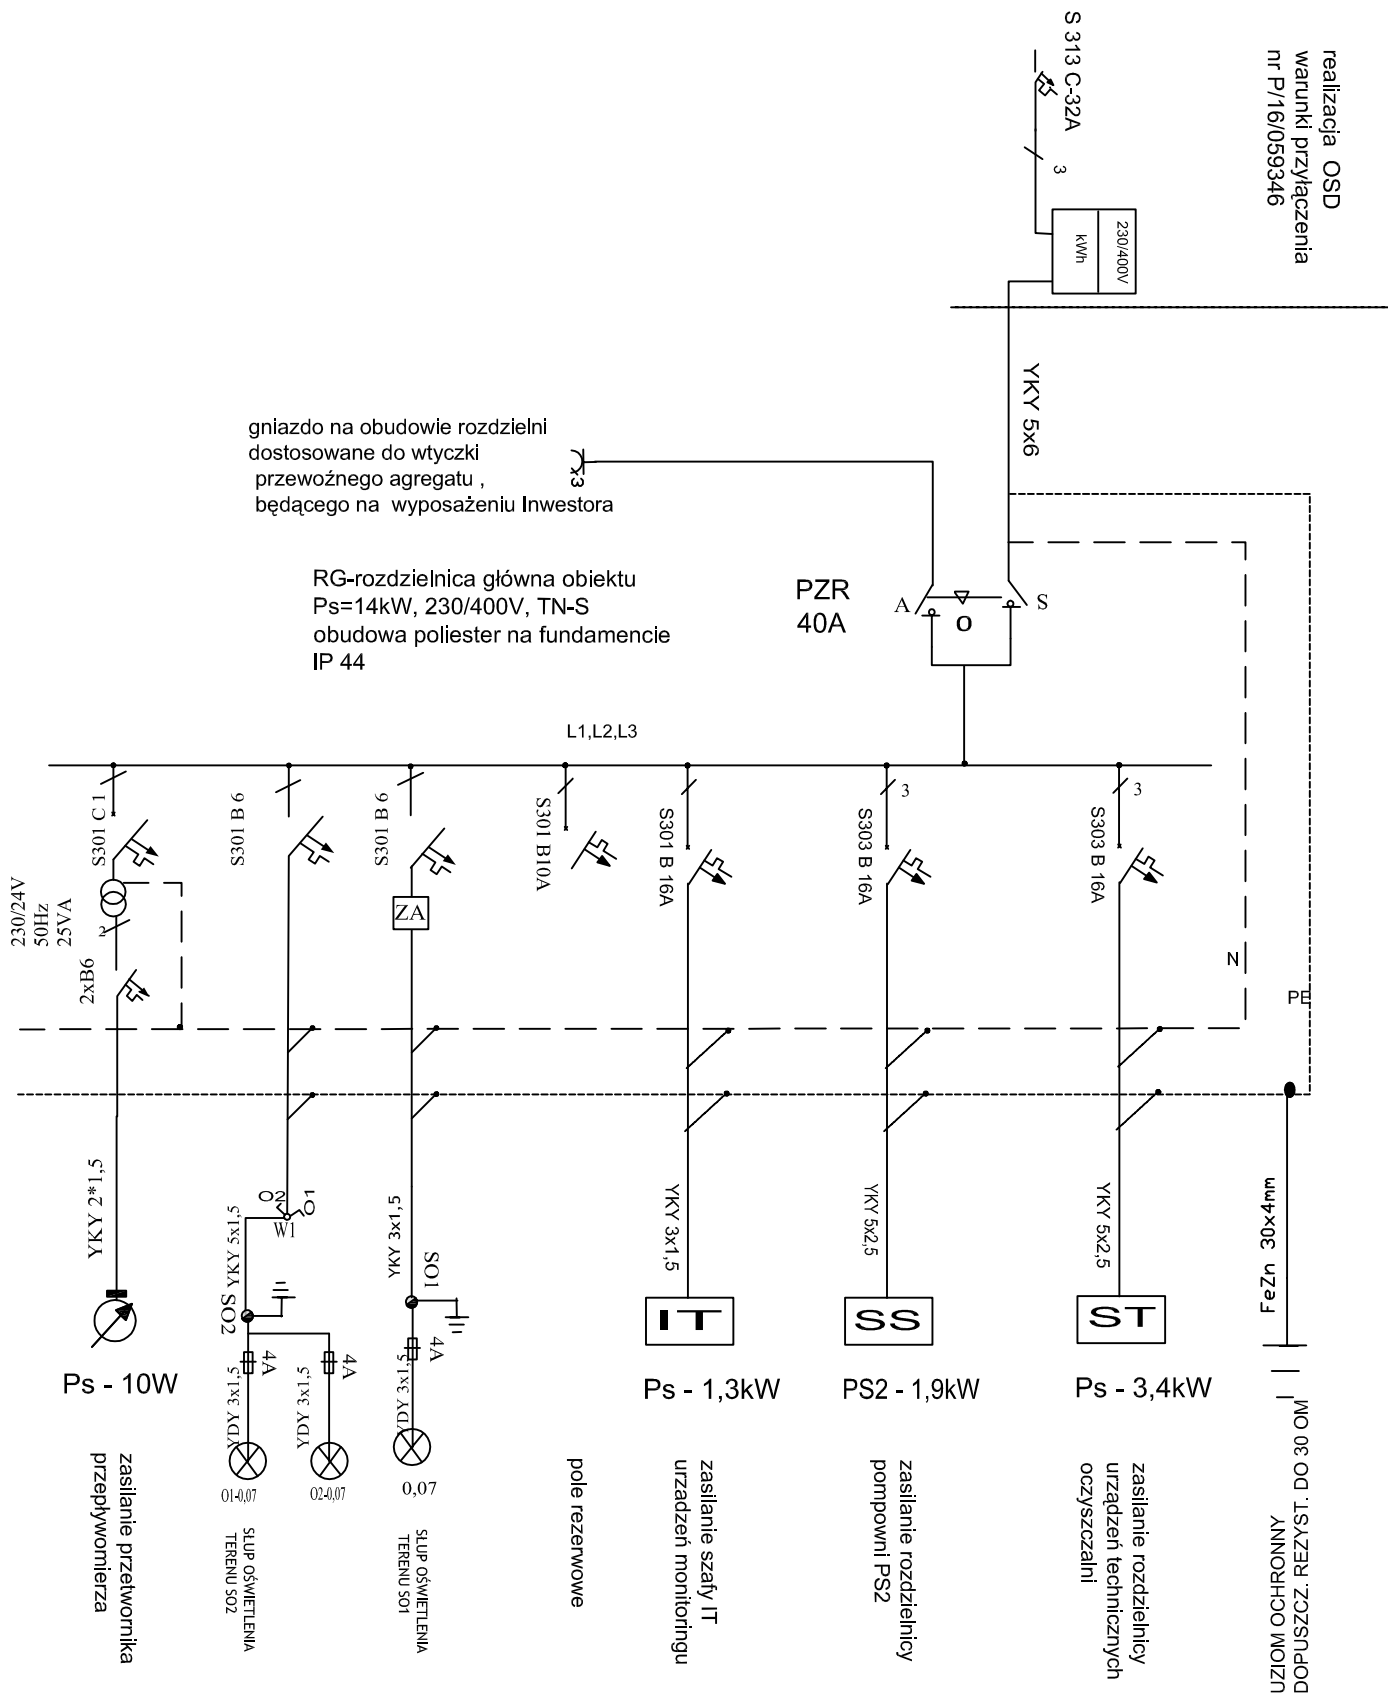 realizacja OSD
warunki przyłączenia
nr P/16/059346
S 313 C-32A
3
230/400V
kWh
YKY 5x6
gniazdo na obudowie rozdzielni
dostosowane do wtyczki
przewoźnego agregatu ,
będącego na wyposażeniu Inwestora
x3
RG-rozdzielnica główna obiektu
Ps=14kW, 230/400V, TN-S
obudowa poliester na fundamencie
IP 44
PZR
40A
A
O
S
L1,L2,L3
S301 C 1
S301 B 6
S301 B 6
S301 B10A
S301 B 16A
3
S303 B 16A
3
S303 B 16A
230/24V
50Hz
25VA
2
2xB6
ZA
N
PE
YKY 2*1,5
O2
O1
W1
YKY 5x1,5
SO2
YKY 3x1,5
SO1
YKY 3x1,5
YKY 5x2,5
YKY 5x2,5
FeZn 30x4mm
4A
4A
4A
YDY 3x1,5
YDY 3x1,5
YDY 3x1,5
IT
SS
ST
Ps - 10W
O1-0,07
O2-0,07
0,07
Ps - 1,3kW
PS2 - 1,9kW
Ps - 3,4kW
zasilanie przetwornika
przepływomierza
SŁUP OŚWIETLENIA
TERENU SO2
SŁUP OŚWIETLENIA
TERENU SO1
pole rezerwowe
zasilanie szafy IT
urzadzeń monitoringu
zasilanie rozdzielnicy
pompowni PS2
zasilanie rozdzielnicy
urządzeń technicznych
oczyszczalni
UZIOM OCHRONNY
DOPUSZCZ. REZYST. DO 30 OM